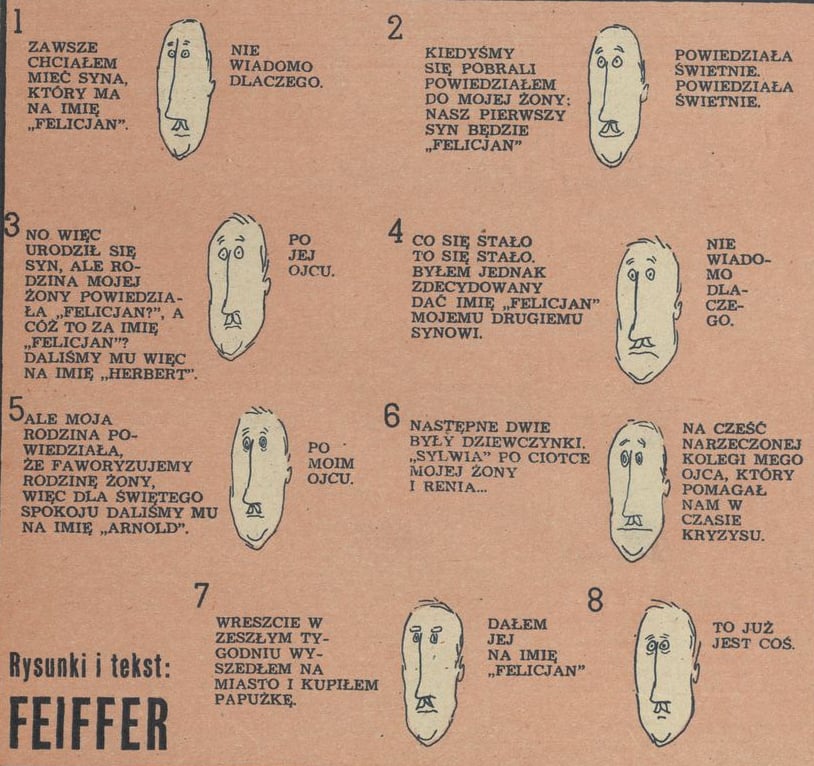 1
ZAWSZE
CHCIAŁEM
MIEĆ SYNA,
KTÓRY MA
NA IMIĘ
„FELICJAN”.
NIE
WIADOMO
DLACZEGO.
2
KIEDYŚMY
SIĘ POBRALI
POWIEDZIAŁEM
DO MOJEJ ŻONY:
NASZ PIERWSZY
SYN BĘDZIE
„FELICJAN”
POWIEDZIAŁA
ŚWIETNIE.
POWIEDZIAŁA
ŚWIETNIE.
3
NO WIĘC
URODZIŁ SIĘ
SYN, ALE RO-
DZINA MOJEJ
ŻONY POWIEDZIA-
ŁA „FELICJAN?”, A
CÓŻ TO ZA IMIĘ
„FELICJAN”?
DALIŚMY MU WIĘC
NA IMIĘ „HERBERT”.
PO
JEJ
OJCU.
4
CO SIĘ STAŁO
TO SIĘ STAŁO.
BYŁEM JEDNAK
ZDECYDOWANY
DAĆ IMIĘ „FELICJAN”
MOJEMU DRUGIEMU
SYNOWI.
NIE
WIADO-
MO
DLA-
CZE-
GO.
5
ALE MOJA
RODZINA PO-
WIEDZIAŁA,
ŻE FAWORYZUJEMY
RODZINĘ ŻONY,
WIĘC DLA ŚWIĘTEGO
SPOKOJU DALIŚMY MU
NA IMIĘ „ARNOLD”.
PO
MOIM
OJCU.
6
NASTĘPNE DWIE
BYŁY DZIEWCZYNKI.
„SYLWIA” PO CIOTCE
MOJEJ ŻONY
I RENIA...
NA CZEŚĆ
NARZECZONEJ
KOLEGI MEGO
OJCA, KTÓRY
POMAGAŁ
NAM W
CZASIE
KRYZYSU.
7
WRESZCIE W
ZESZŁYM TY-
GODNIU WY-
SZEDŁEM NA
MIASTO I KUPIŁEM
PAPUŻKĘ.
DAŁEM
JEJ
NA IMIĘ
„FELICJAN”
8
TO JUŻ
JEST COŚ.
Rysunki i tekst:
FEIFFER